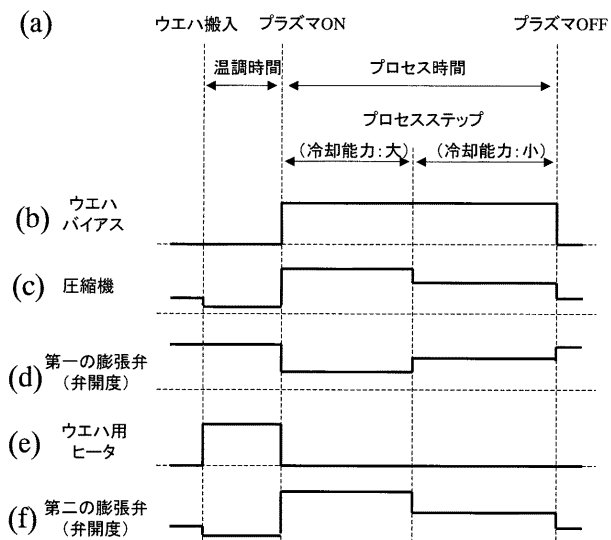 (a)
ウエハ搬入 プラズマON プラズマOFF
温調時間 プロセス時間
プロセスステップ
(冷却能力:大) (冷却能力:小)
(b) ウエハ
バイアス
(c) 圧縮機
(d) 第一の膨張弁
(弁開度)
(e) ウエハ用
ヒータ
(f) 第二の膨張弁
(弁開度)